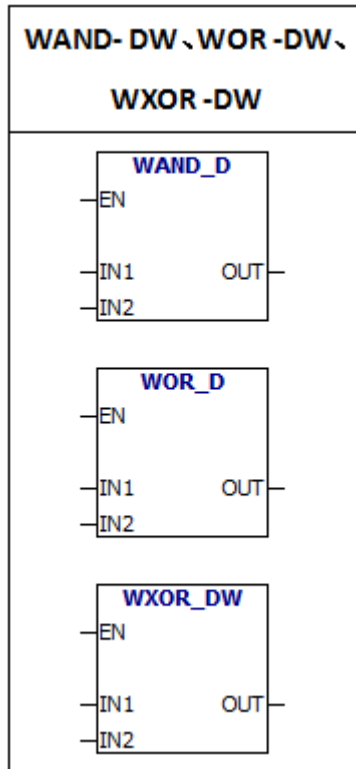 WAND- DW、WOR -DW、
WXOR -DW
WAND_D
EN
IN1 OUT
IN2
WOR_D
EN
IN1 OUT
IN2
WXOR_DW
EN
IN1 OUT
IN2